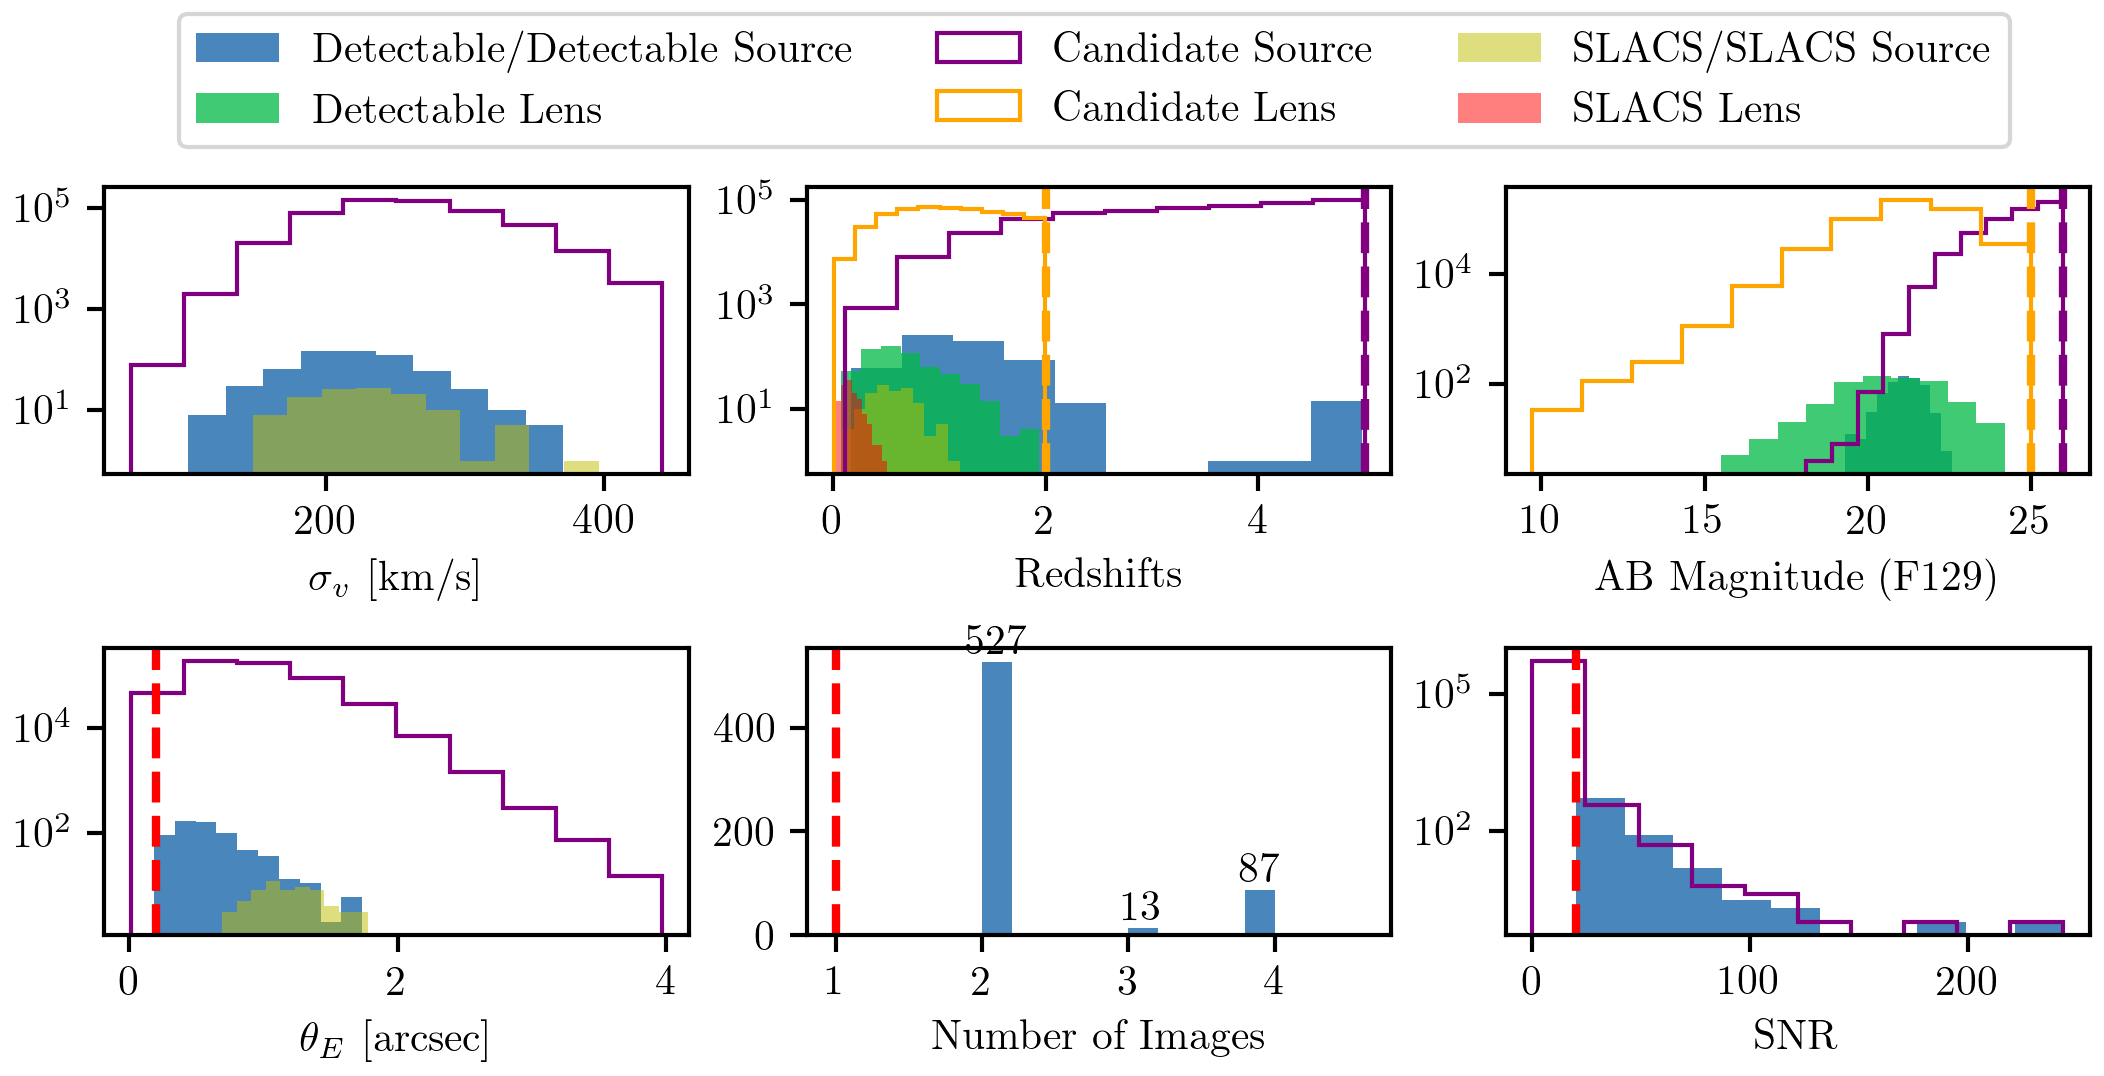 Detectable/Detectable Source Candidate Source SLACS/SLACS Source
Detectable Lens Candidate Lens SLACS Lens
10^5
10^3
10^1
200 400
σ_v [km/s]
10^5
10^3
10^1
0 2 4
Redshifts
10^4
10^2
10 15 20 25
AB Magnitude (F129)
10^4
10^2
0 2 4
θ_E [arcsec]
527
400
200
0
87
13
1 2 3 4
Number of Images
10^5
10^2
0 100 200
SNR